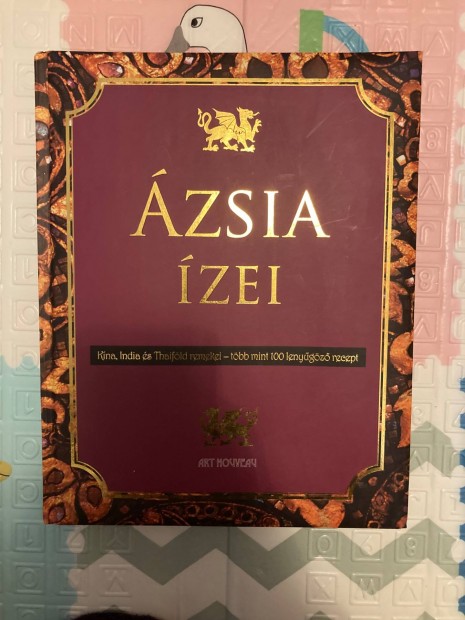 ÁZSIA
ÍZEI
Kína, India és Thaiföld remekei – több mint 100 lenyűgöző recept
ART NOUVEAU